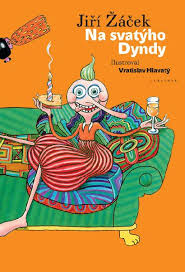 Jiří Žáček
Na svatýho
Dyndy
Ilustroval
Vratislav Hlavatý